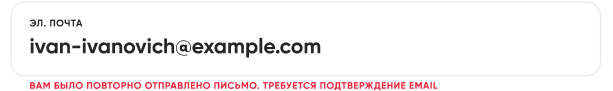 ЭЛ. ПОЧТА
ivan-ivanovich@example.com
ВАМ БЫЛО ПОВТОРНО ОТПРАВЛЕНО ПИСЬМО. ТРЕБУЕТСЯ ПОДТВЕРЖДЕНИЕ EMAIL